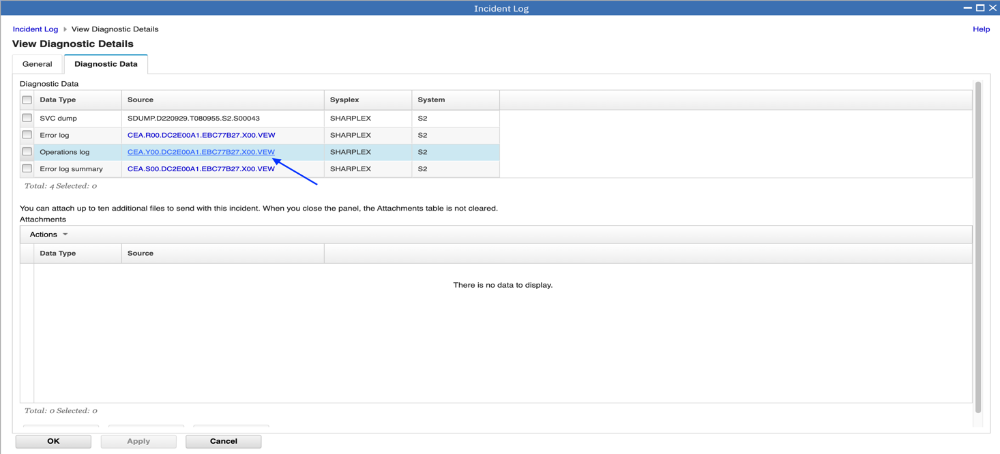 Incident Log
Incident Log View Diagnostic Details Help
View Diagnostic Details
General Diagnostic Data
Diagnostic Data
Data Type Source Sysplex System
SVC dump SDUMP.D220929.T080955.S2.S00043 SHARPLEX S2
Error log CEA.R00.DC2E00A1.EBC77B27.X00.VEW SHARPLEX S2
Operations log CEA.Y00.DC2E00A1.EBC77B27.X00.VEW SHARPLEX S2
Error log summary CEA.S00.DC2E00A1.EBC77B27.X00.VEW SHARPLEX S2
Total: 4 Selected: 0
You can attach up to ten additional files to send with this incident. When you close the panel, the Attachments table is not cleared.
Attachments
Actions
Data Type Source
There is no data to display.
Total: 0 Selected: 0
OK Apply Cancel